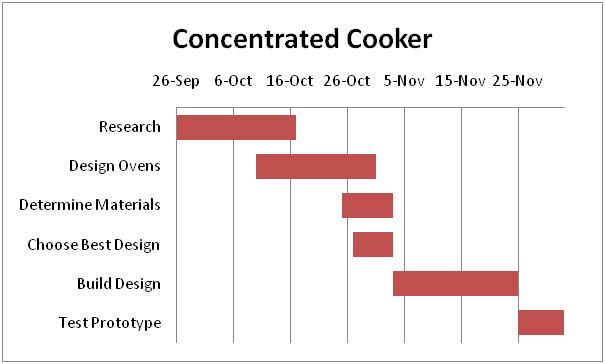 Concentrated Cooker
26-Sep 6-Oct 16-Oct 26-Oct 5-Nov 15-Nov 25-Nov
Research
Design Ovens
Determine Materials
Choose Best Design
Build Design
Test Prototype